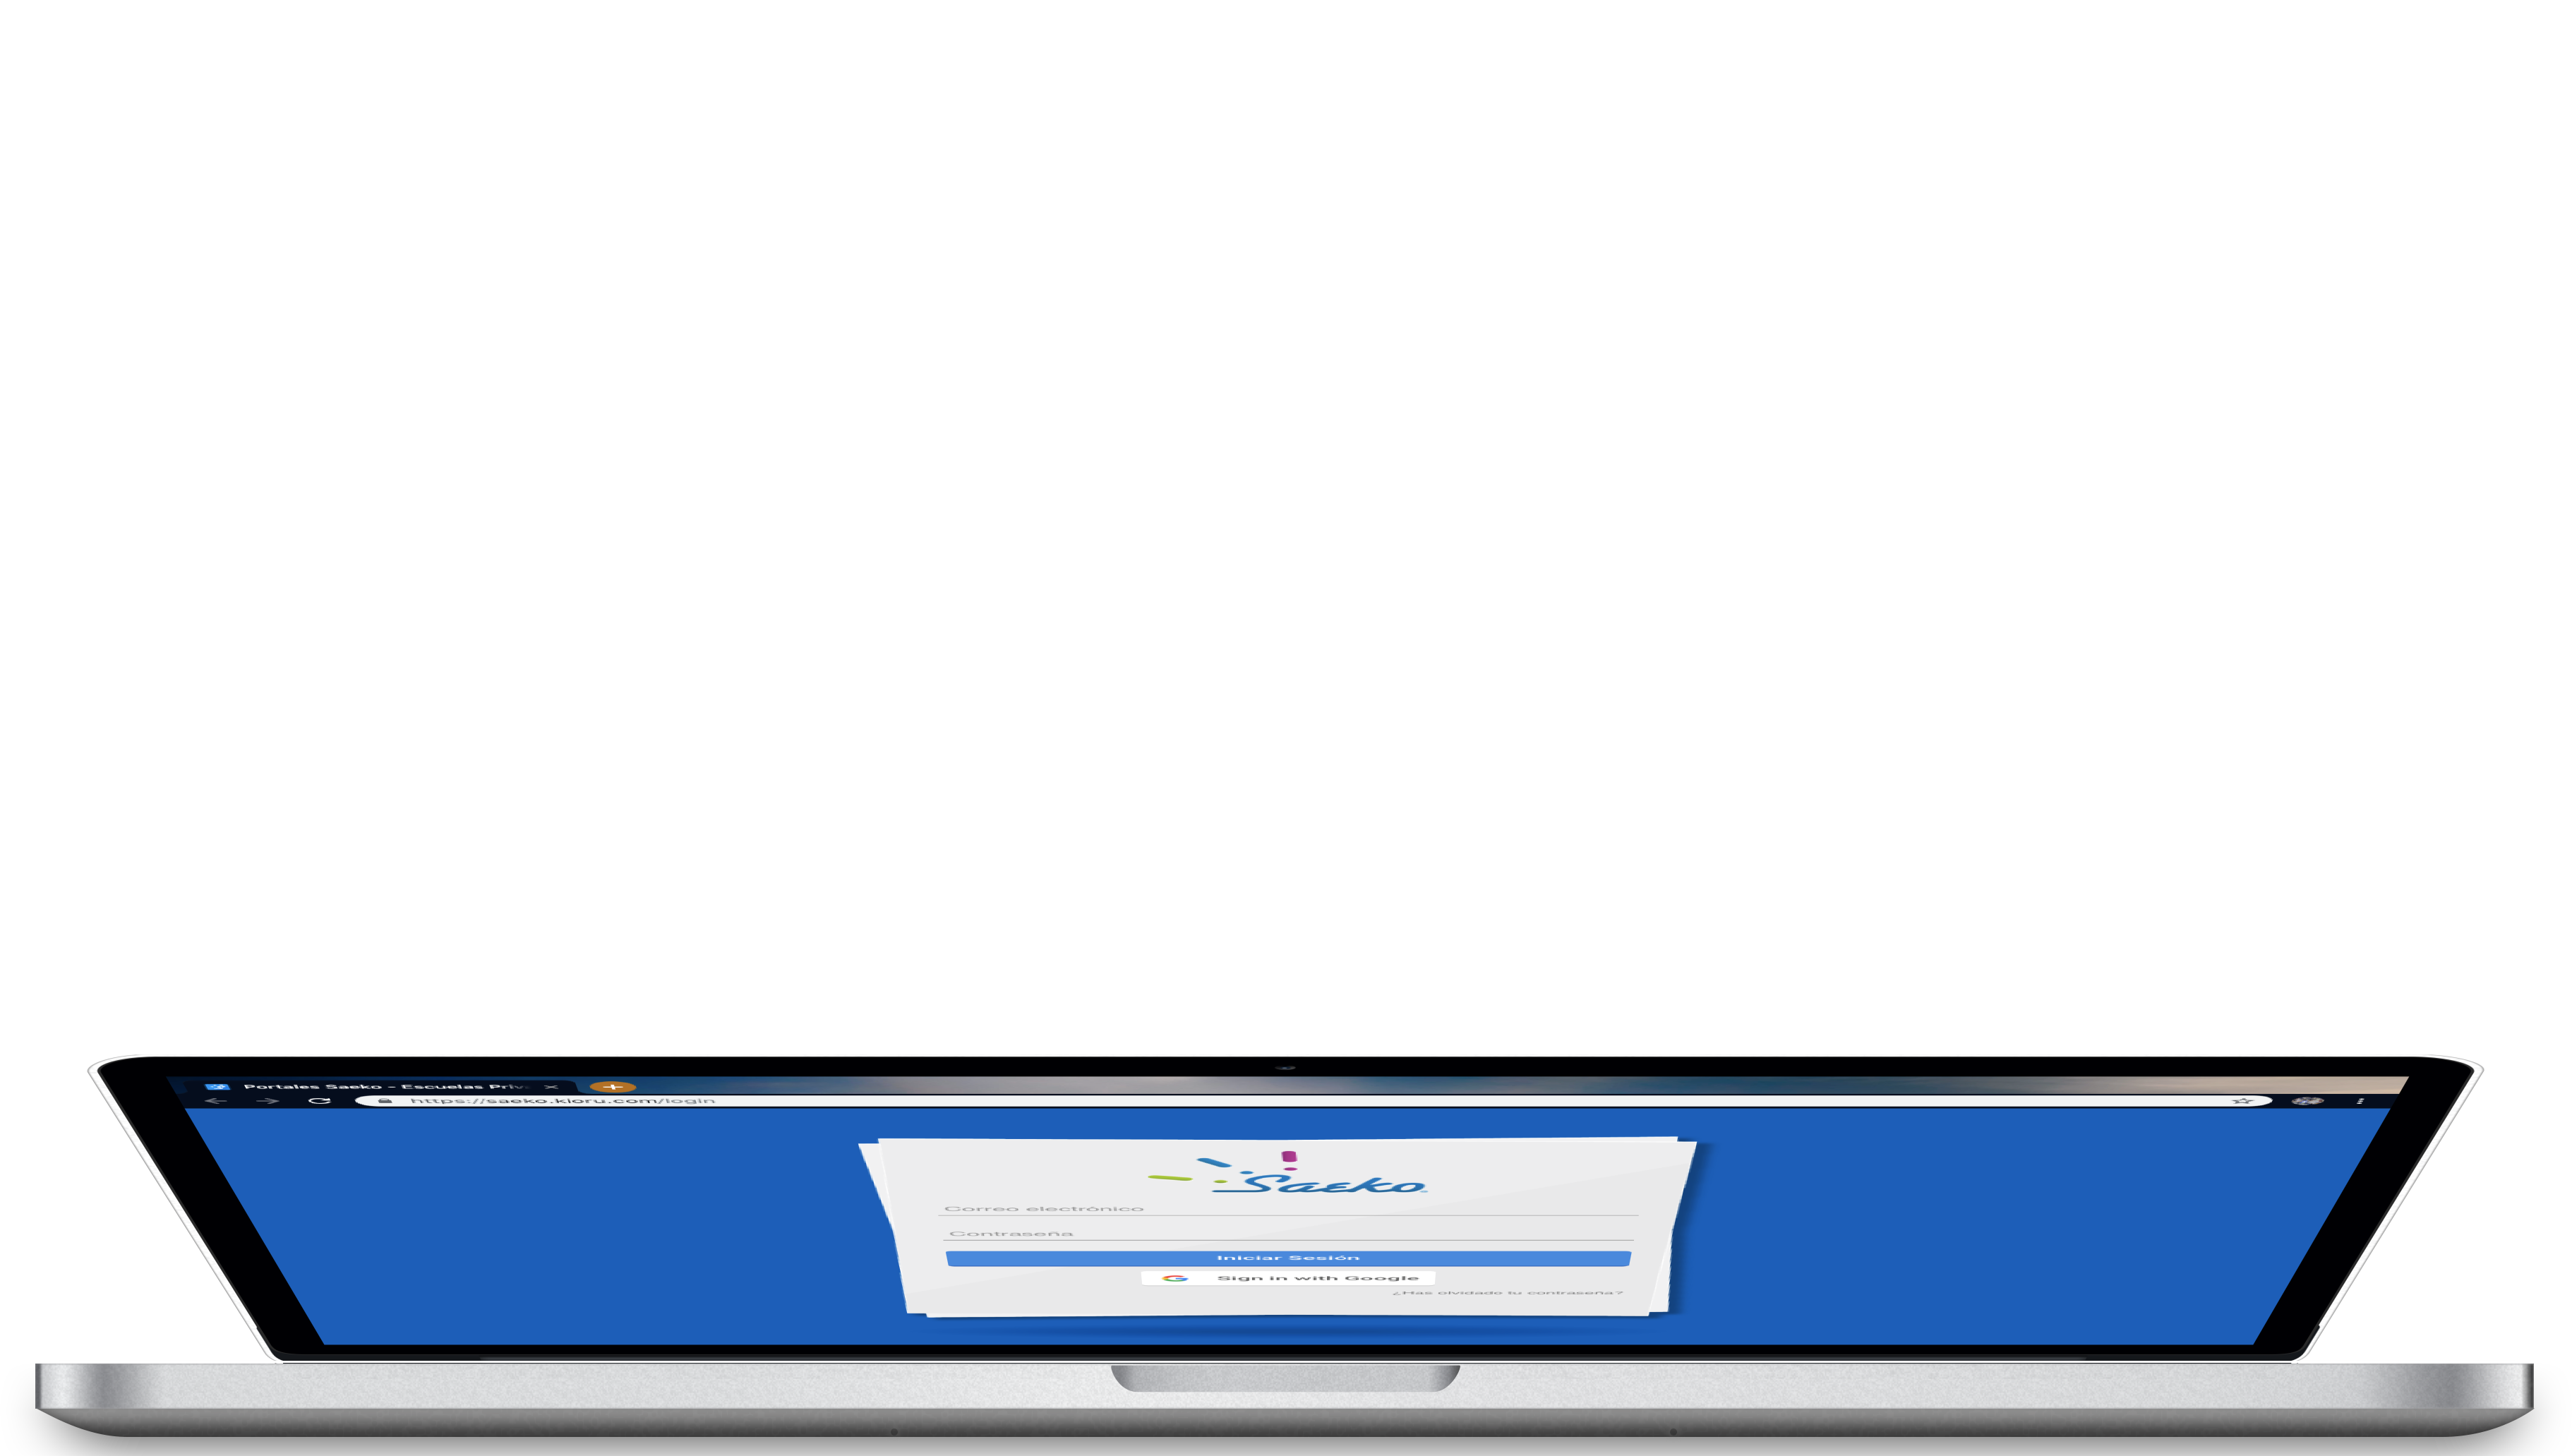 Portales Saeko - Escuelas Priv
https://saeko.kioru.com/login
Saeko
Correo electrónico
Contraseña
Iniciar Sesión
Sign in with Google
¿Has olvidado tu contraseña?